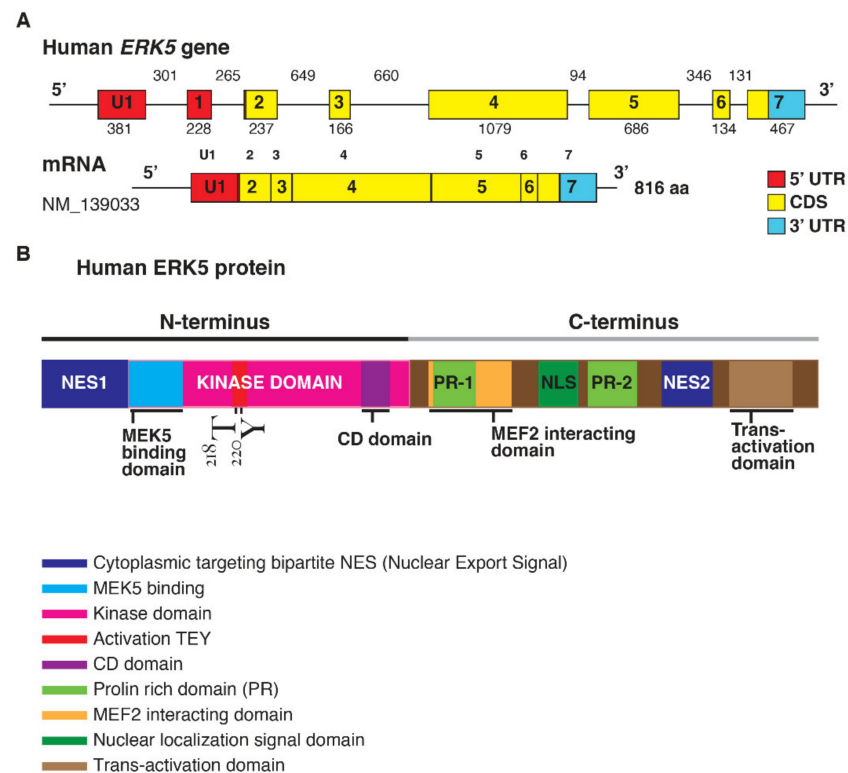 A
Human ERK5 gene
301 265 649 660 94 346 131
5’ U1 1 2 3 4 5 6 7 3’
381 228 237 166 1079 686 134 467
mRNA
U1 2 3 4 5 6 7
5’ U1 2 3 4 5 6 7 3’ 816 aa
NM_139033
5’ UTR
CDS
3’ UTR
B
Human ERK5 protein
N-terminus C-terminus
NES1 KINASE DOMAIN PR-1 NLS PR-2 NES2
MEK5
binding
domain
218T
220Y
CD domain
MEF2 interacting
domain
Trans-
activation
domain
Cytoplasmic targeting bipartite NES (Nuclear Export Signal)
MEK5 binding
Kinase domain
Activation TEY
CD domain
Prolin rich domain (PR)
MEF2 interacting domain
Nuclear localization signal domain
Trans-activation domain